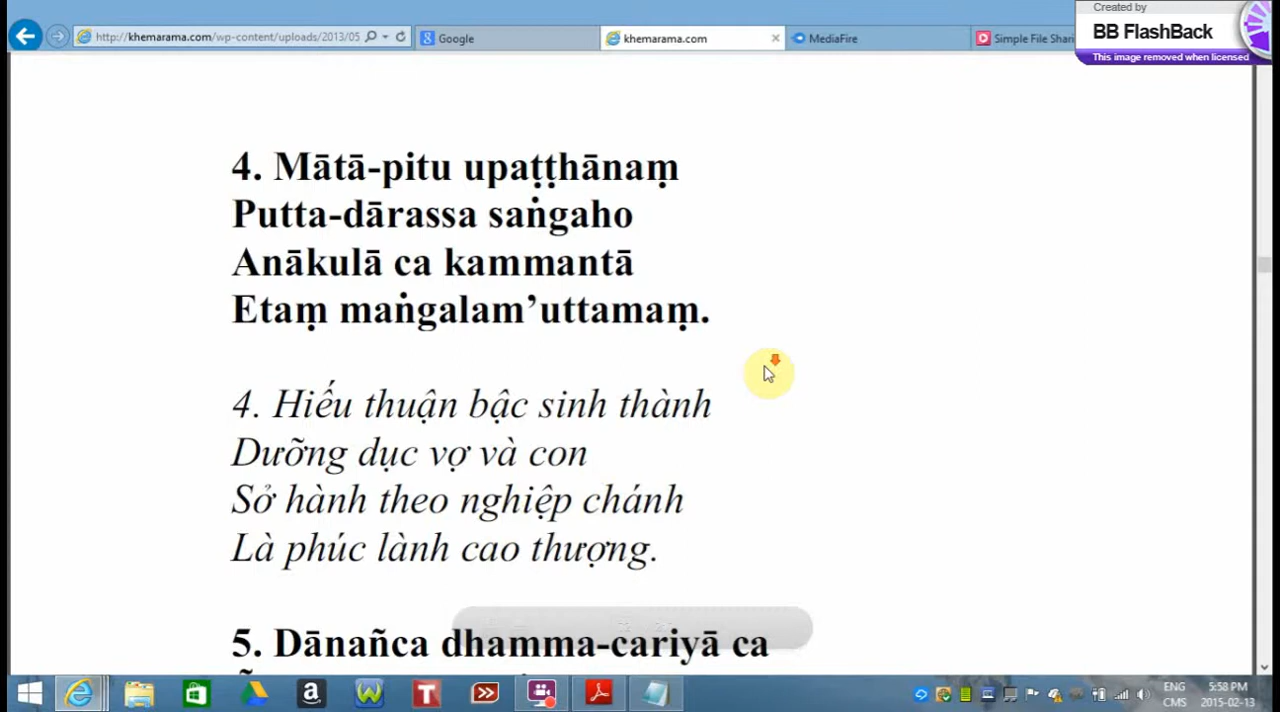 Created by
BB FlashBack
This image removed when licensed
http://khemarama.com/wp-content/uploads/2013/05
Google
khemarama.com
MediaFire
Simple File Shari
4. Mātā-pitu upaṭṭhānaṃ
Putta-dārassa saṅgaho
Anākulā ca kammantā
Etaṃ maṅgalam’uttamaṃ.
4. Hiếu thuận bậc sinh thành
Dưỡng dục vợ và con
Sở hành theo nghiệp chánh
Là phúc lành cao thượng.
5. Dānañca dhamma-cariyā ca
ENG
5:58 PM
CMS
2015-02-13